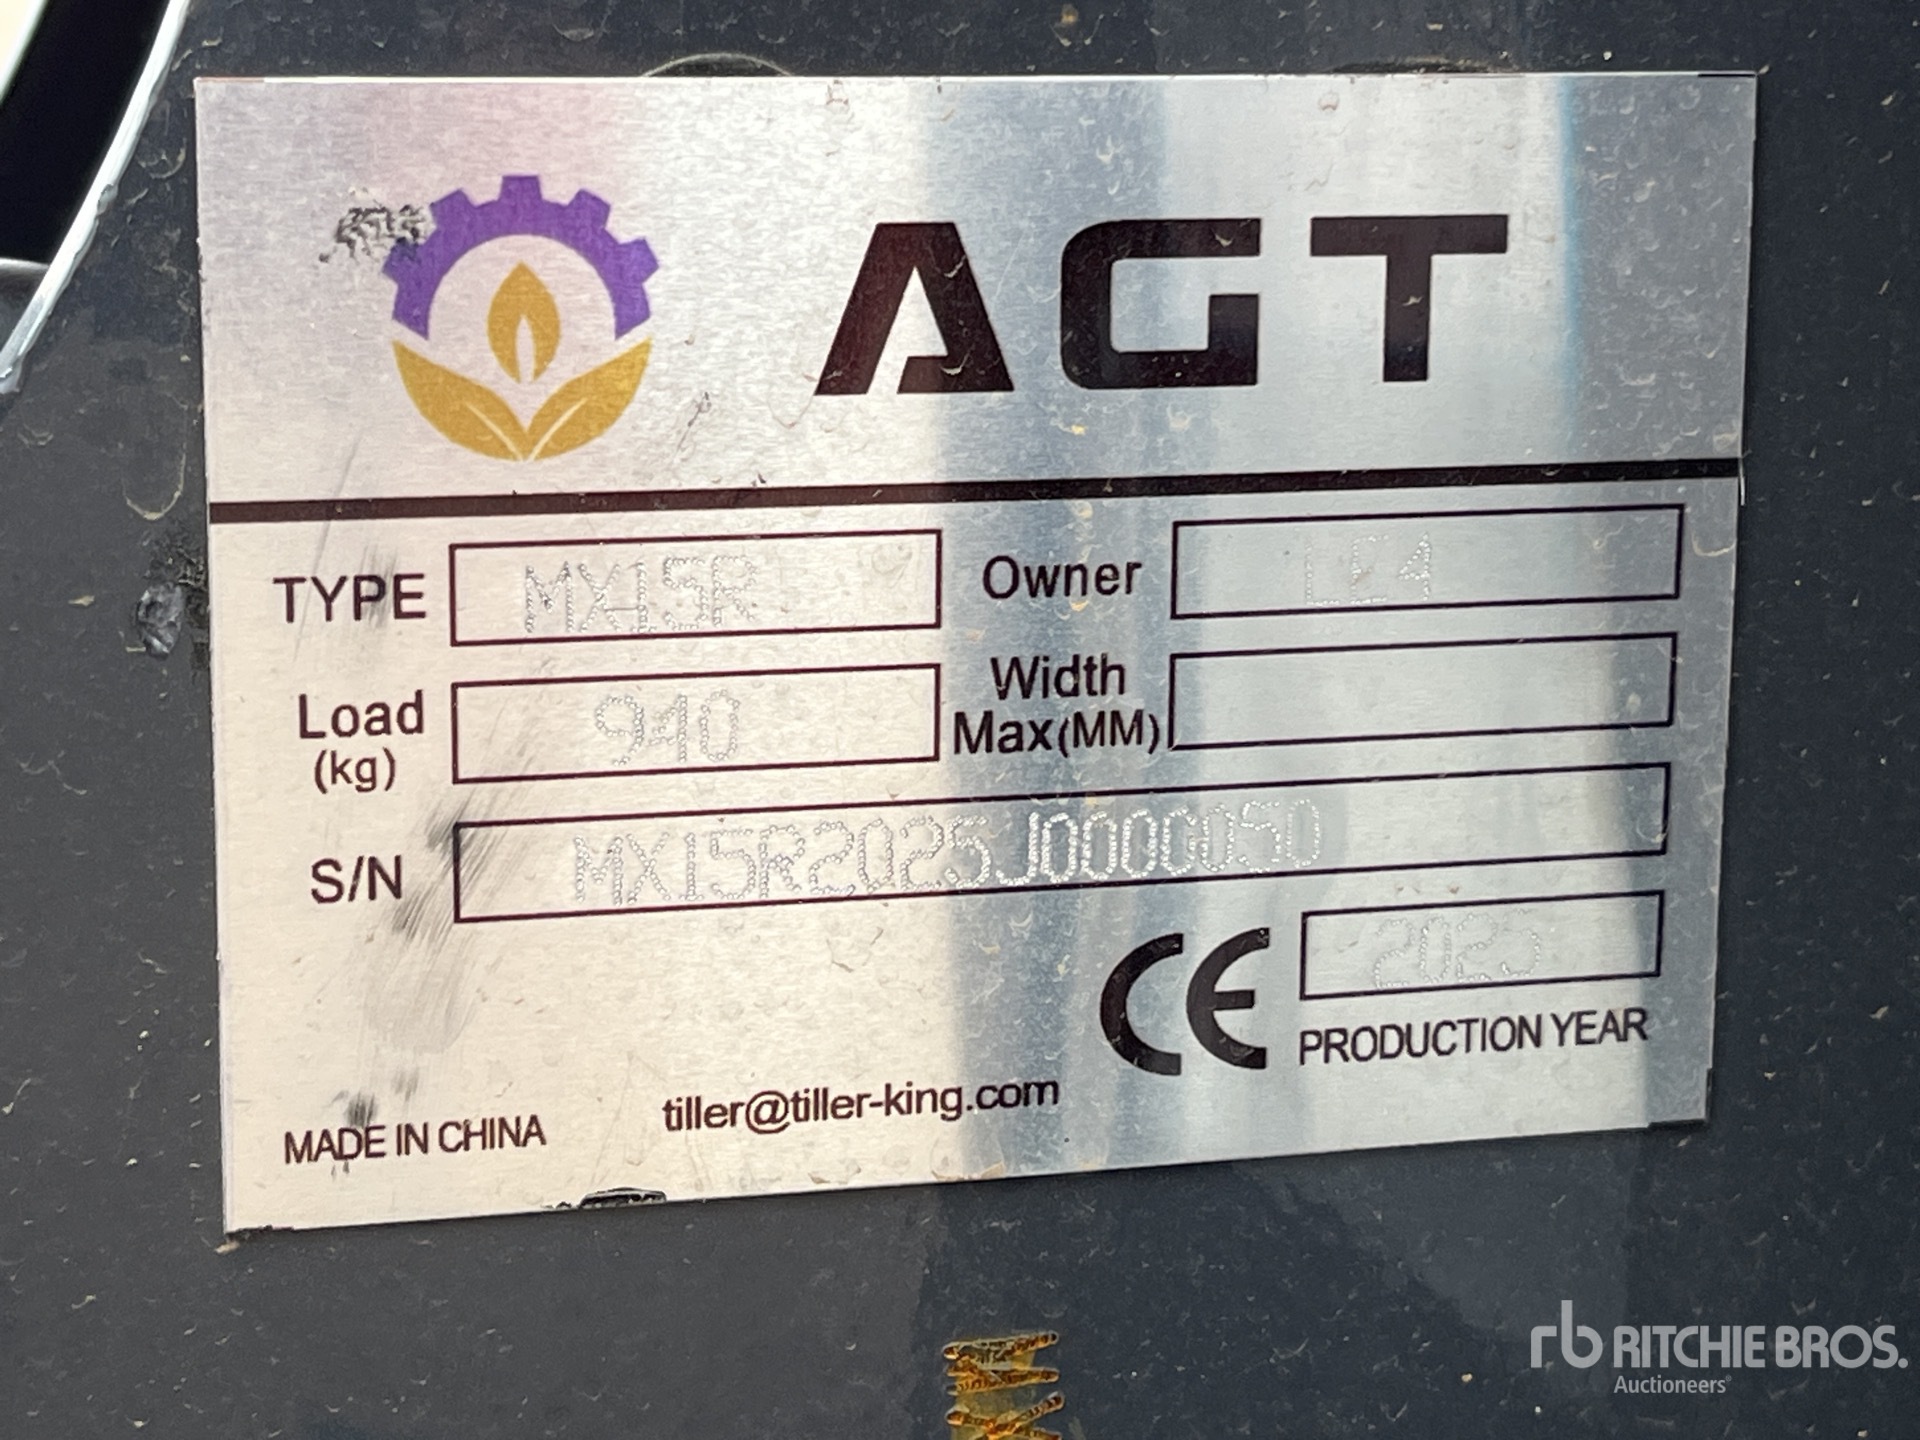 AGT
TYPE MX15R Owner LE4
Load (kg) 940 Width Max(MM)
S/N MX15R2025J0000050
CE 2025
PRODUCTION YEAR
MADE IN CHINA tiller@tiller-king.com
rb RITCHIE BROS.
Auctioneers